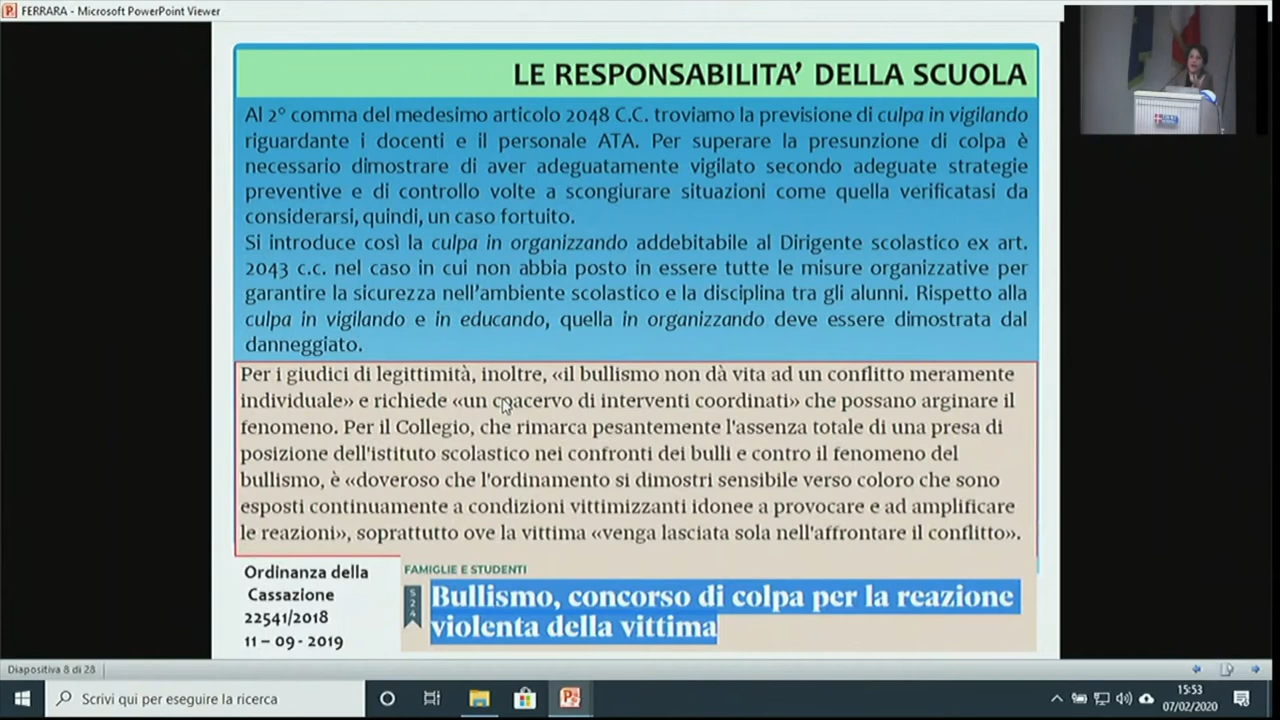 FERRARA - Microsoft PowerPoint Viewer
LE RESPONSABILITA’ DELLA SCUOLA
Al 2° comma del medesimo articolo 2048 C.C. troviamo la previsione di culpa in vigilando
riguardante i docenti e il personale ATA. Per superare la presunzione di colpa è
necessario dimostrare di aver adeguatamente vigilato secondo adeguate strategie
preventive e di controllo volte a scongiurare situazioni come quella verificatasi da
considerarsi, quindi, un caso fortuito.
Si introduce così la culpa in organizzando addebitabile al Dirigente scolastico ex art.
2043 c.c. nel caso in cui non abbia posto in essere tutte le misure organizzative per
garantire la sicurezza nell’ambiente scolastico e la disciplina tra gli alunni. Rispetto alla
culpa in vigilando e in educando, quella in organizzando deve essere dimostrata dal
danneggiato.
Per i giudici di legittimità, inoltre, «il bullismo non dà vita ad un conflitto meramente
individuale» e richiede «un coacervo di interventi coordinati» che possano arginare il
fenomeno. Per il Collegio, che rimarca pesantemente l'assenza totale di una presa di
posizione dell'istituto scolastico nei confronti dei bulli e contro il fenomeno del
bullismo, è «doveroso che l'ordinamento si dimostri sensibile verso coloro che sono
esposti continuamente a condizioni vittimizzanti idonee a provocare e ad amplificare
le reazioni», soprattutto ove la vittima «venga lasciata sola nell'affrontare il conflitto».
Ordinanza della
Cassazione
22541/2018
11 – 09 - 2019
FAMIGLIE E STUDENTI
S
2
4
Bullismo, concorso di colpa per la reazione
violenta della vittima
Diapositiva 8 di 28
Scrivi qui per eseguire la ricerca
15:53
07/02/2020